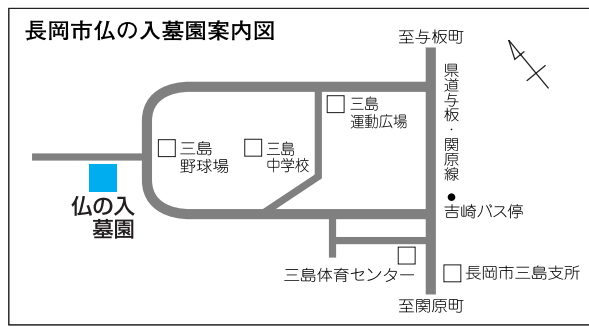 長岡市仏の入墓園案内図
至与板町
県道与板・関原線
三島
運動広場
三島
野球場
三島
中学校
仏の入
墓園
吉崎バス停
三島体育センター
長岡市三島支所
至関原町